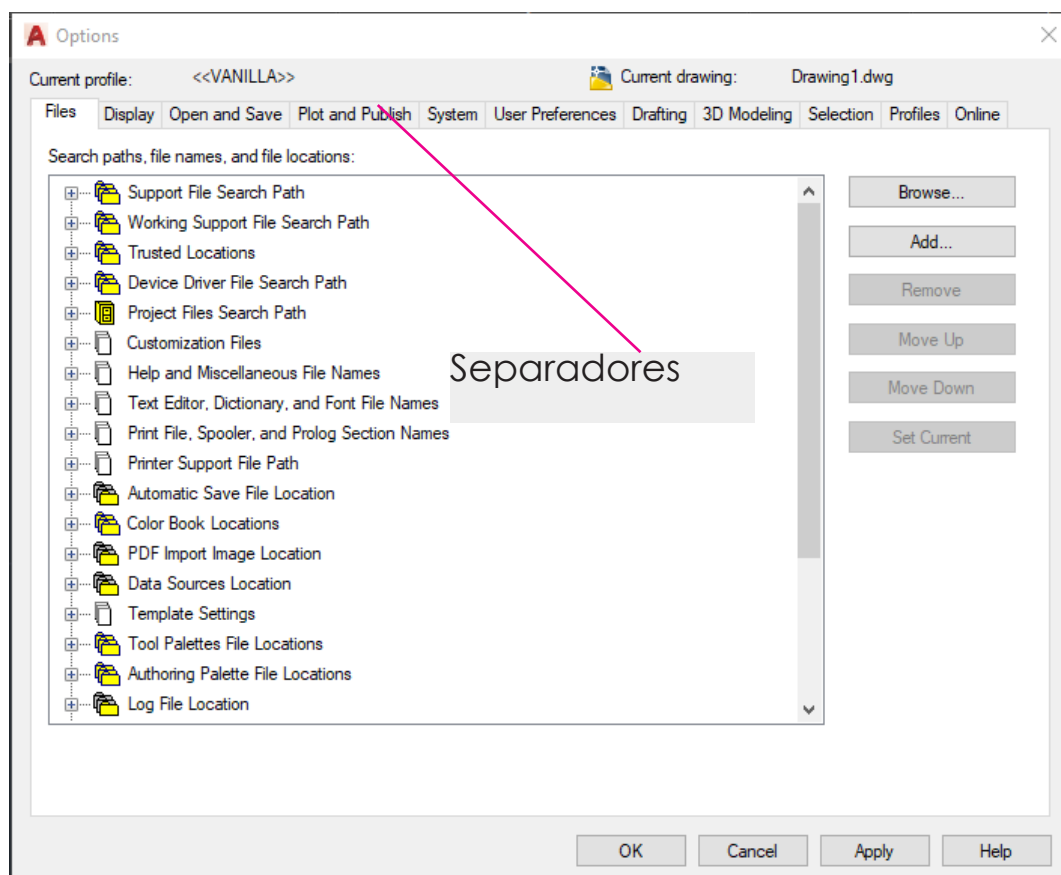 Options
Current profile: <<VANILLA>> Current drawing: Drawing1.dwg
Files Display Open and Save Plot and Publish System User Preferences Drafting 3D Modeling Selection Profiles Online
Search paths, file names, and file locations:
Support File Search Path
Browse...
Working Support File Search Path
Add...
Trusted Locations
Device Driver File Search Path
Remove
Project Files Search Path
Customization Files
Move Up
Separadores
Help and Miscellaneous File Names
Move Down
Text Editor, Dictionary, and Font File Names
Print File, Spooler, and Prolog Section Names
Set Current
Printer Support File Path
Automatic Save File Location
Color Book Locations
PDF Import Image Location
Data Sources Location
Template Settings
Tool Palettes File Locations
Authoring Palette File Locations
Log File Location
OK Cancel Apply Help